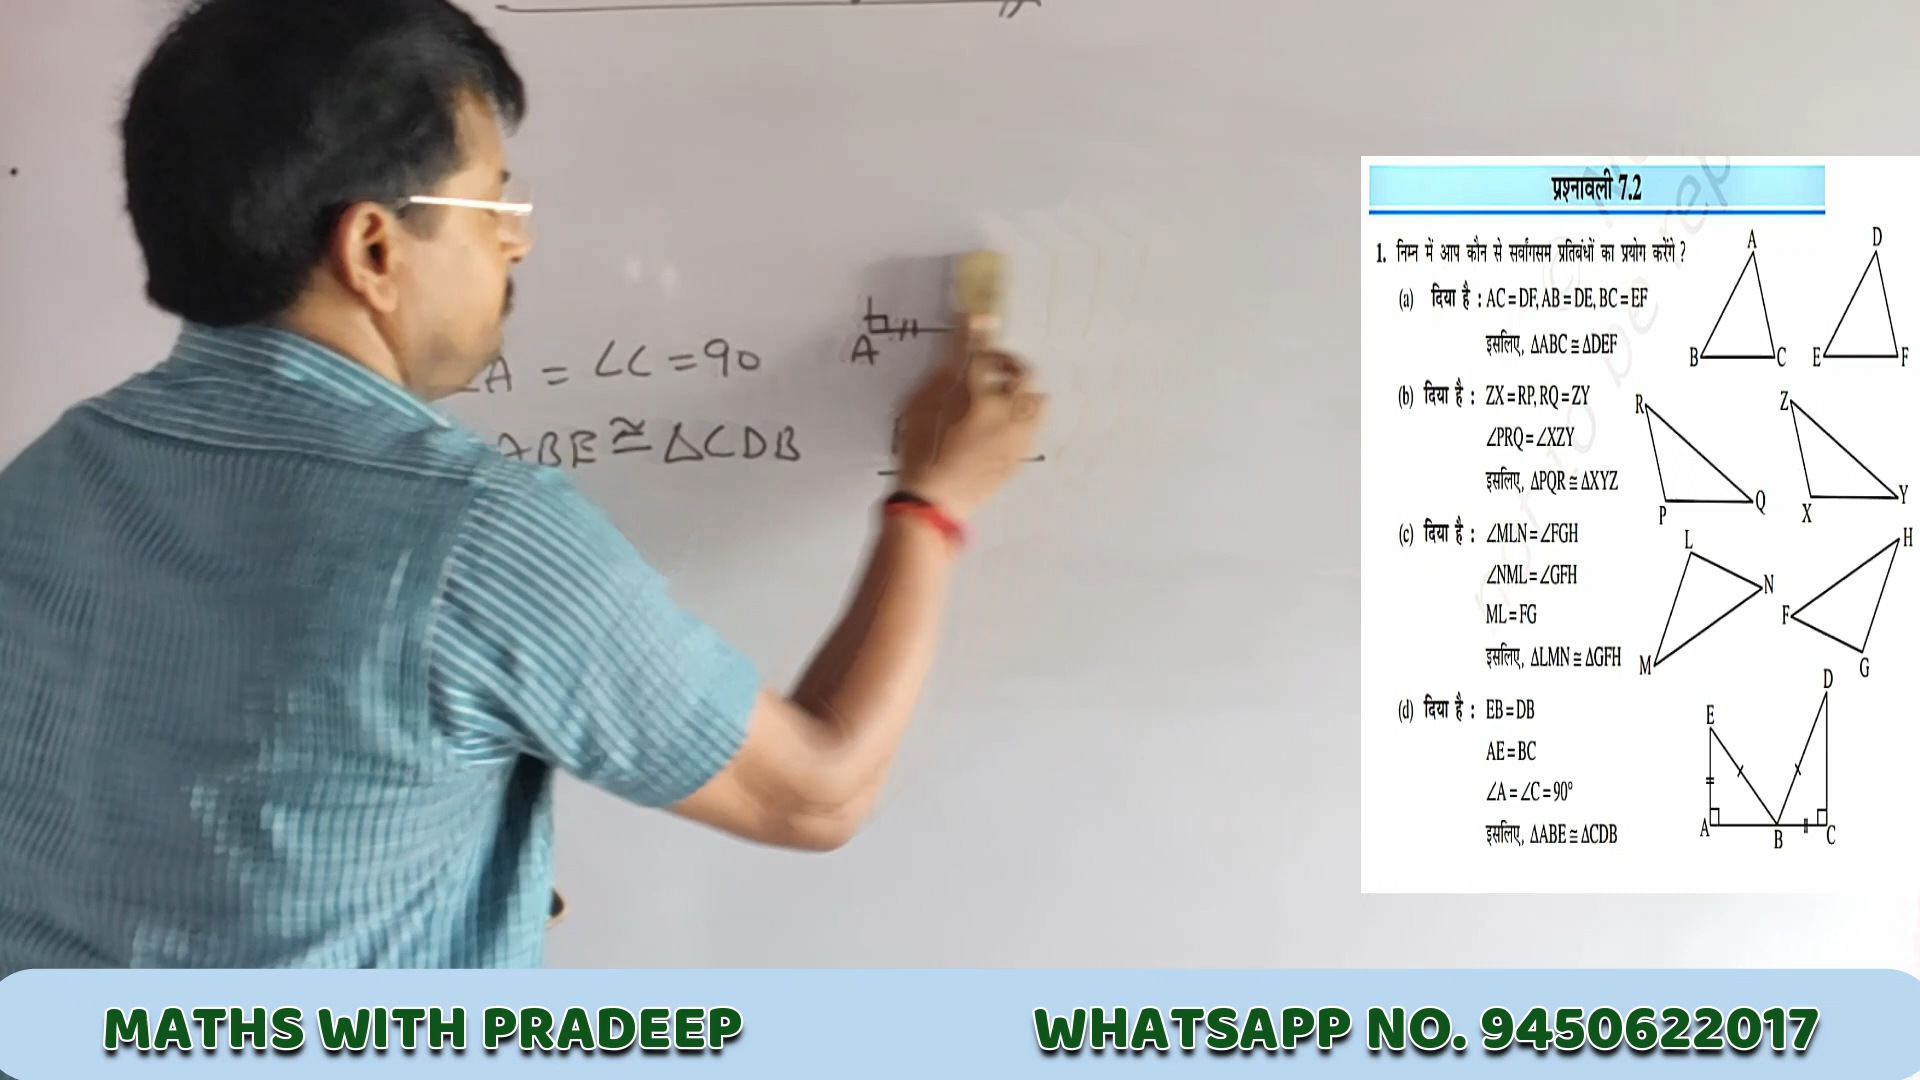 ∠A = ∠C = 90
ABE ≅ ΔCDB
A
प्रश्नावली 7.2
1. निम्न में आप कौन से सर्वांगसम प्रतिबंधों का प्रयोग करेंगे ?
(a) दिया है : AC = DF, AB = DE, BC = EF
इसलिए, ΔABC ≅ ΔDEF
A
B
C
D
E
F
(b) दिया है : ZX = RP, RQ = ZY
∠PRQ = ∠XZY
इसलिए, ΔPQR ≅ ΔXYZ
R
P
Q
Z
X
Y
(c) दिया है : ∠MLN = ∠FGH
∠NML = ∠GFH
ML = FG
इसलिए, ΔLMN ≅ ΔGFH
L
N
M
H
F
G
(d) दिया है : EB = DB
AE = BC
∠A = ∠C = 90°
इसलिए, ΔABE ≅ ΔCDB
E
D
A
B
C
MATHS WITH PRADEEP
WHATSAPP NO. 9450622017